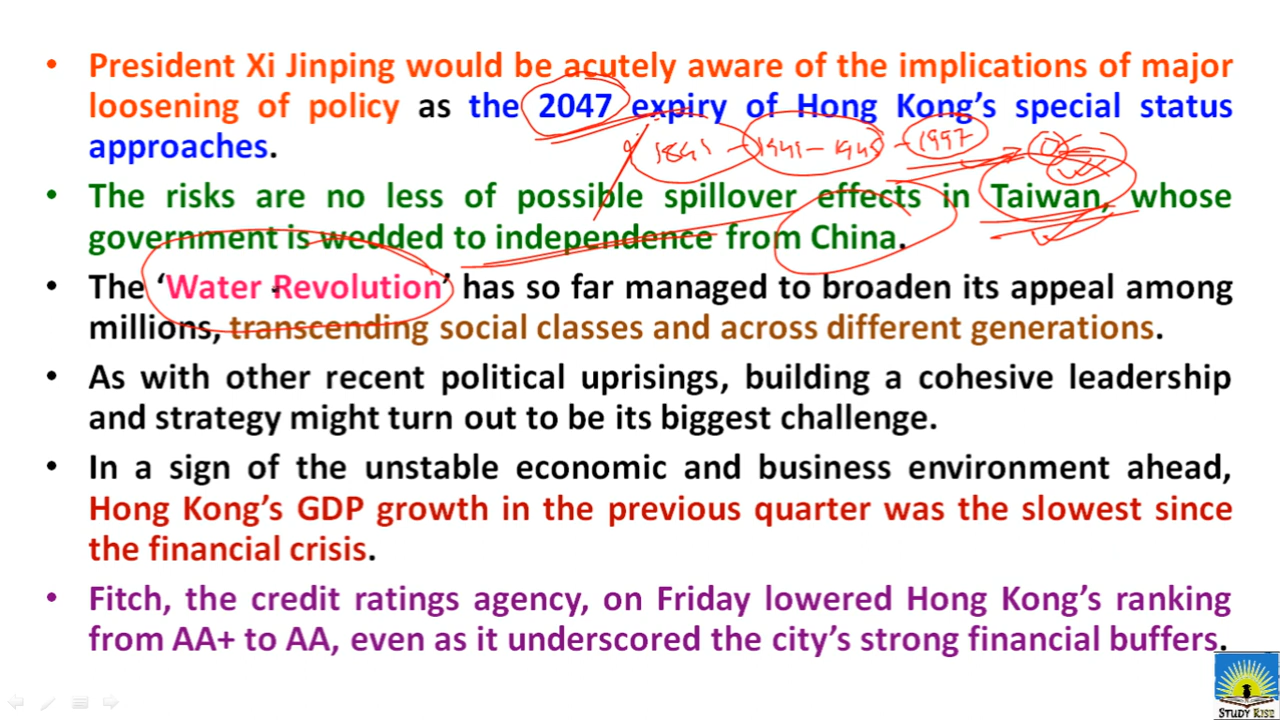 • President Xi Jinping would be acutely aware of the implications of major
loosening of policy as the 2047 expiry of Hong Kong's special status
approaches.
1841 – 1941 – 1945 – 1997
• The risks are no less of possible spillover effects in Taiwan, whose
government is wedded to independence from China.
• The ‘Water Revolution’ has so far managed to broaden its appeal among
millions, transcending social classes and across different generations.
• As with other recent political uprisings, building a cohesive leadership
and strategy might turn out to be its biggest challenge.
• In a sign of the unstable economic and business environment ahead,
Hong Kong’s GDP growth in the previous quarter was the slowest since
the financial crisis.
• Fitch, the credit ratings agency, on Friday lowered Hong Kong’s ranking
from AA+ to AA, even as it underscored the city’s strong financial buffers.
STUDY RISE